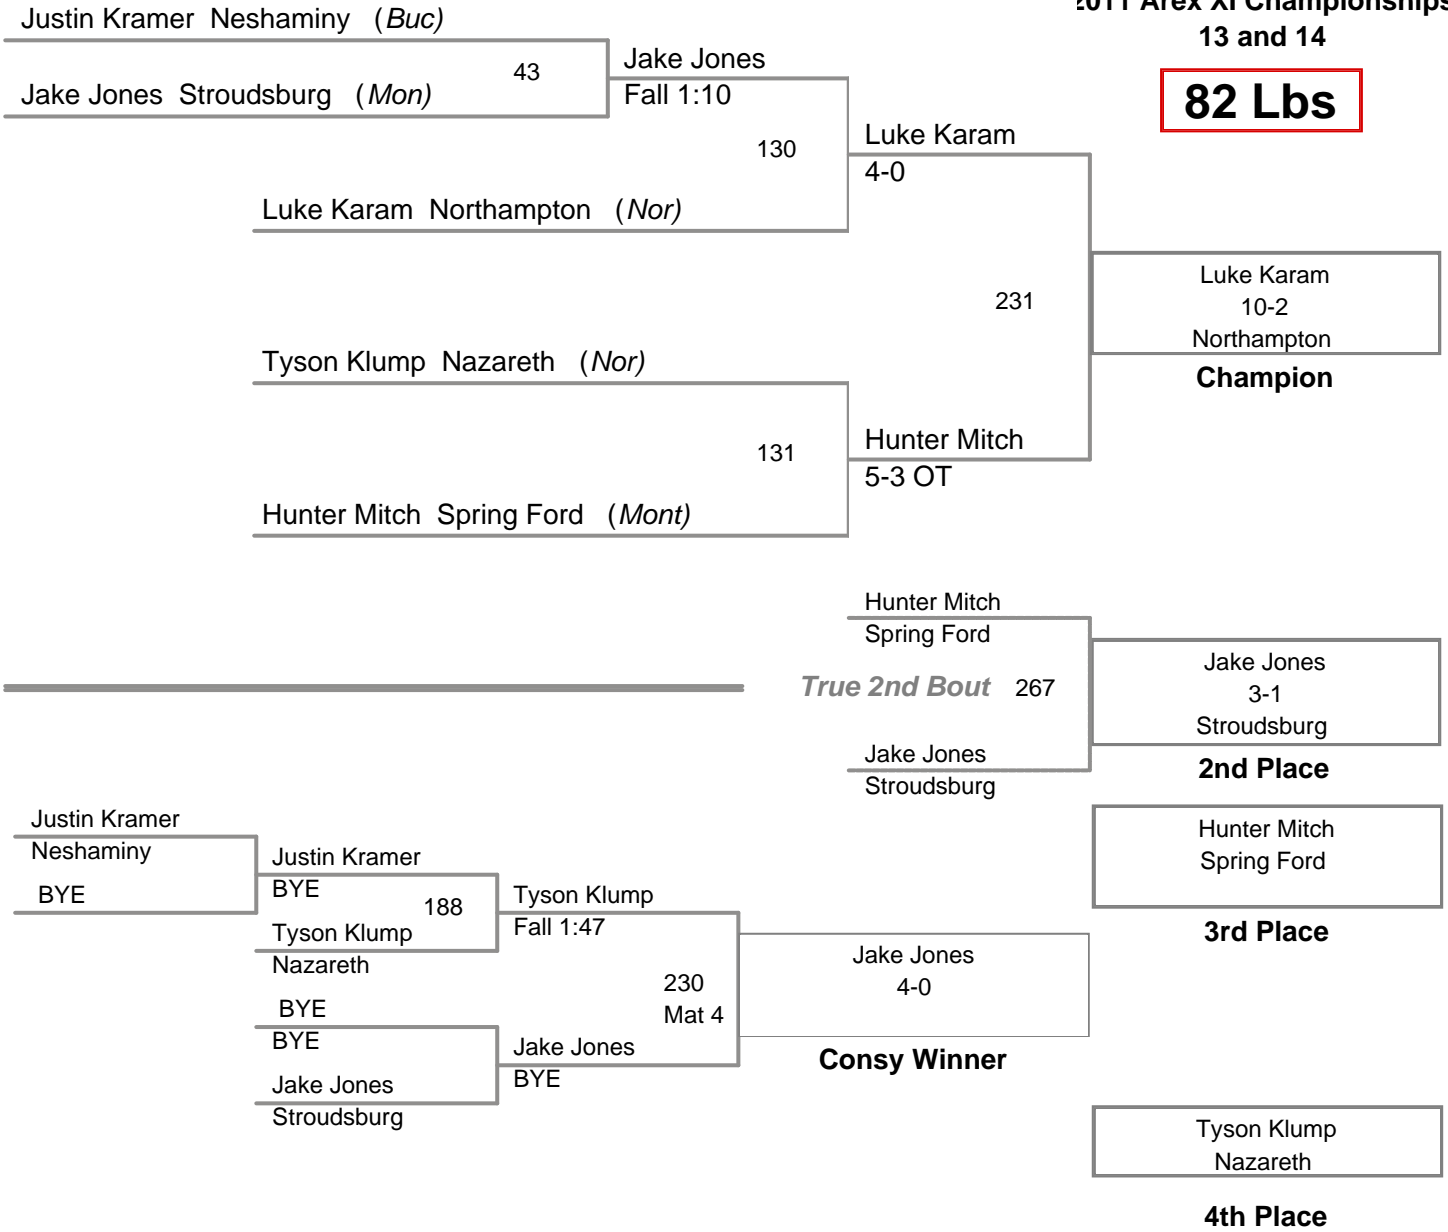 2011 Arex XI Championships
13 and 14
82 Lbs
Justin Kramer Neshaminy (Buc)
43
Jake Jones Stroudsburg (Mon)
Jake Jones
Fall 1:10
130
Luke Karam Northampton (Nor)
Luke Karam
4-0
231
Luke Karam
10-2
Northampton
Champion
Tyson Klump Nazareth (Nor)
131
Hunter Mitch Spring Ford (Mont)
Hunter Mitch
5-3 OT
Hunter Mitch
Spring Ford
True 2nd Bout 267
Jake Jones
Stroudsburg
Jake Jones
3-1
Stroudsburg
2nd Place
Hunter Mitch
Spring Ford
3rd Place
Justin Kramer
Neshaminy
BYE
Justin Kramer
BYE
188
Tyson Klump
Nazareth
BYE
BYE
Jake Jones
Stroudsburg
Tyson Klump
Fall 1:47
230
Mat 4
Jake Jones
BYE
Jake Jones
4-0
Consy Winner
Tyson Klump
Nazareth
4th Place